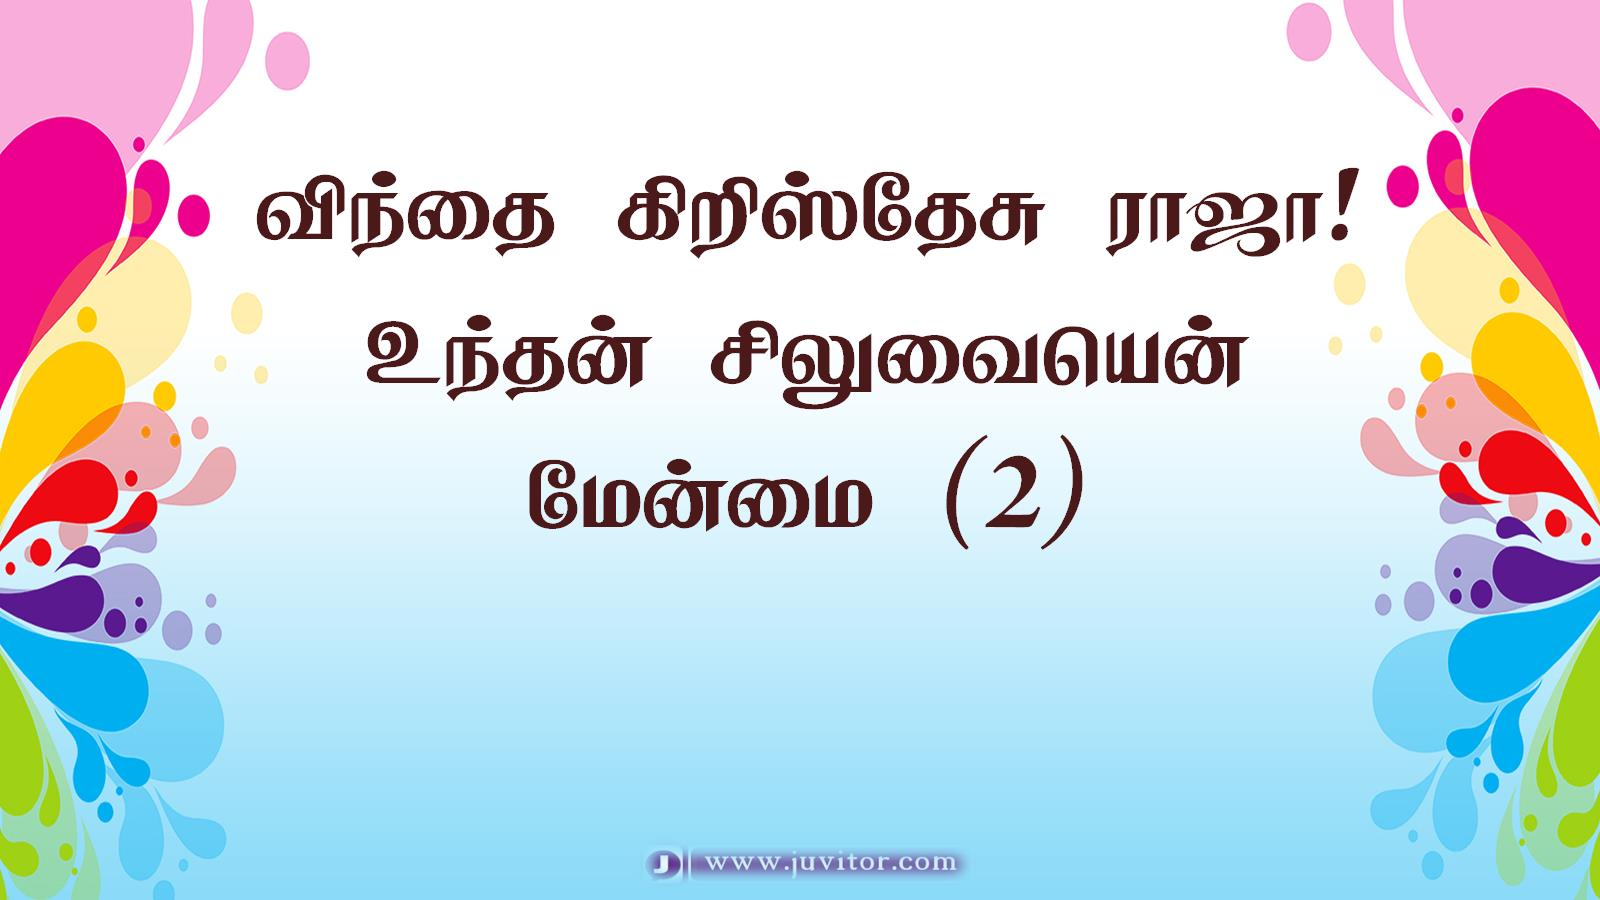 விந்தை கிறிஸ்தேசு ராஜா!
உந்தன் சிலுவையென்
மேன்மை (2)
J | www.juvitor.com